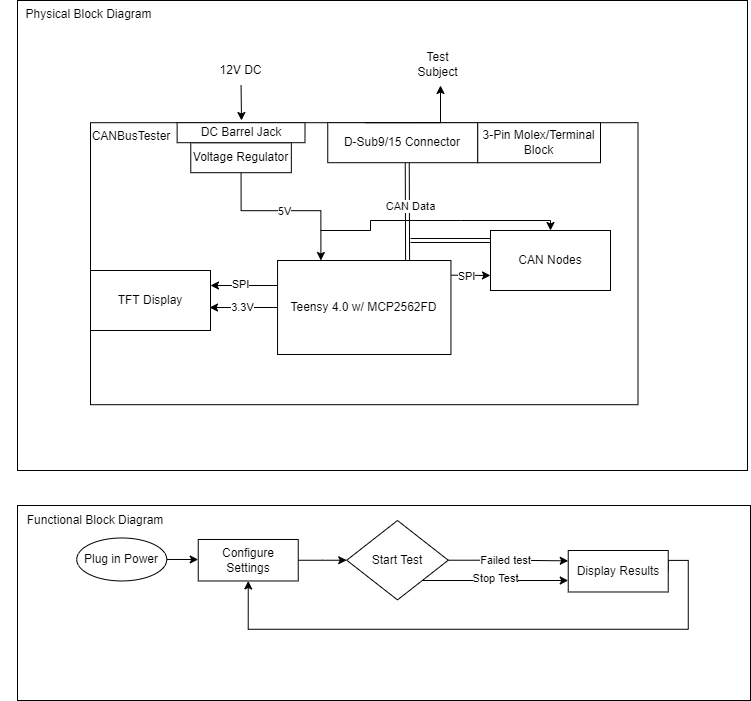 Physical Block Diagram
12V DC
Test
Subject
CANBusTester
DC Barrel Jack
Voltage Regulator
D-Sub9/15 Connector
3-Pin Molex/Terminal
Block
5V
CAN Data
CAN Nodes
SPI
TFT Display
SPI
3.3V
Teensy 4.0 w/ MCP2562FD
Functional Block Diagram
Plug in Power
Configure
Settings
Start Test
Failed test
Stop Test
Display Results